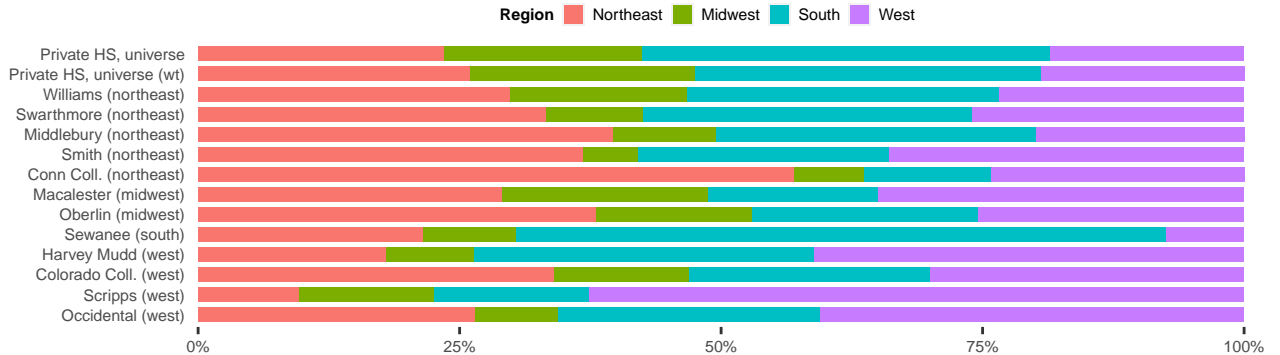 Region Northeast Midwest South West
Private HS, universe
Private HS, universe (wt)
Williams (northeast)
Swarthmore (northeast)
Middlebury (northeast)
Smith (northeast)
Conn Coll. (northeast)
Macalester (midwest)
Oberlin (midwest)
Sewanee (south)
Harvey Mudd (west)
Colorado Coll. (west)
Scripps (west)
Occidental (west)
0% 25% 50% 75% 100%